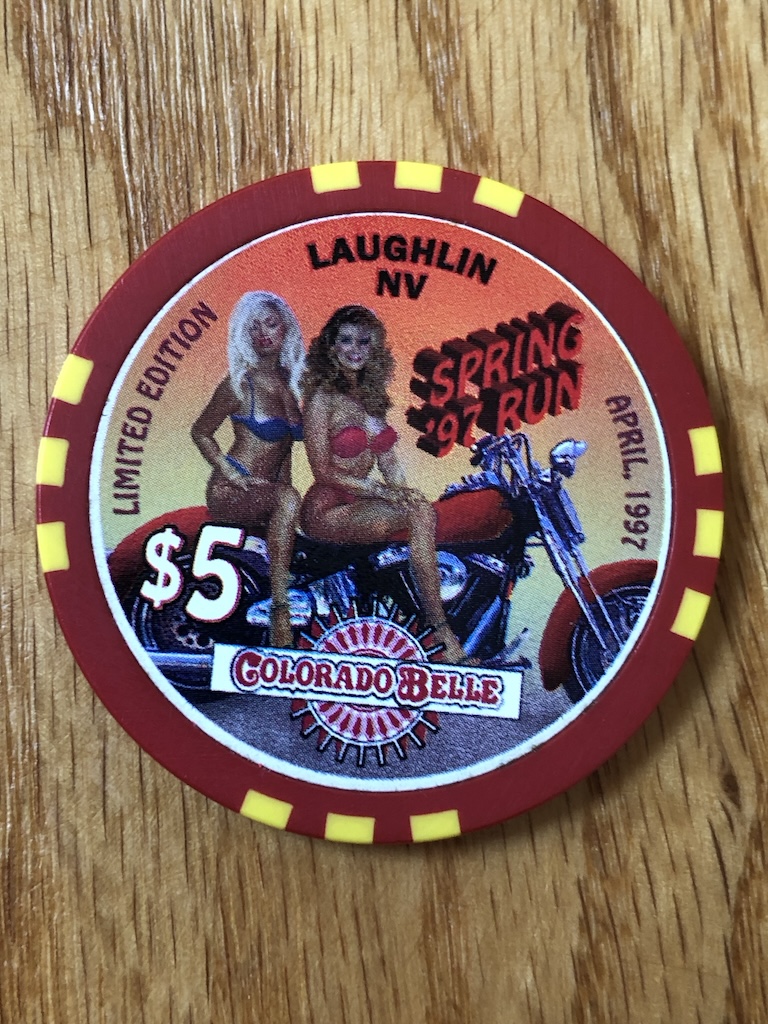 LAUGHLIN
NV
LIMITED EDITION
SPRING
'97 RUN
APRIL, 1997
$5
COLORADO BELLE